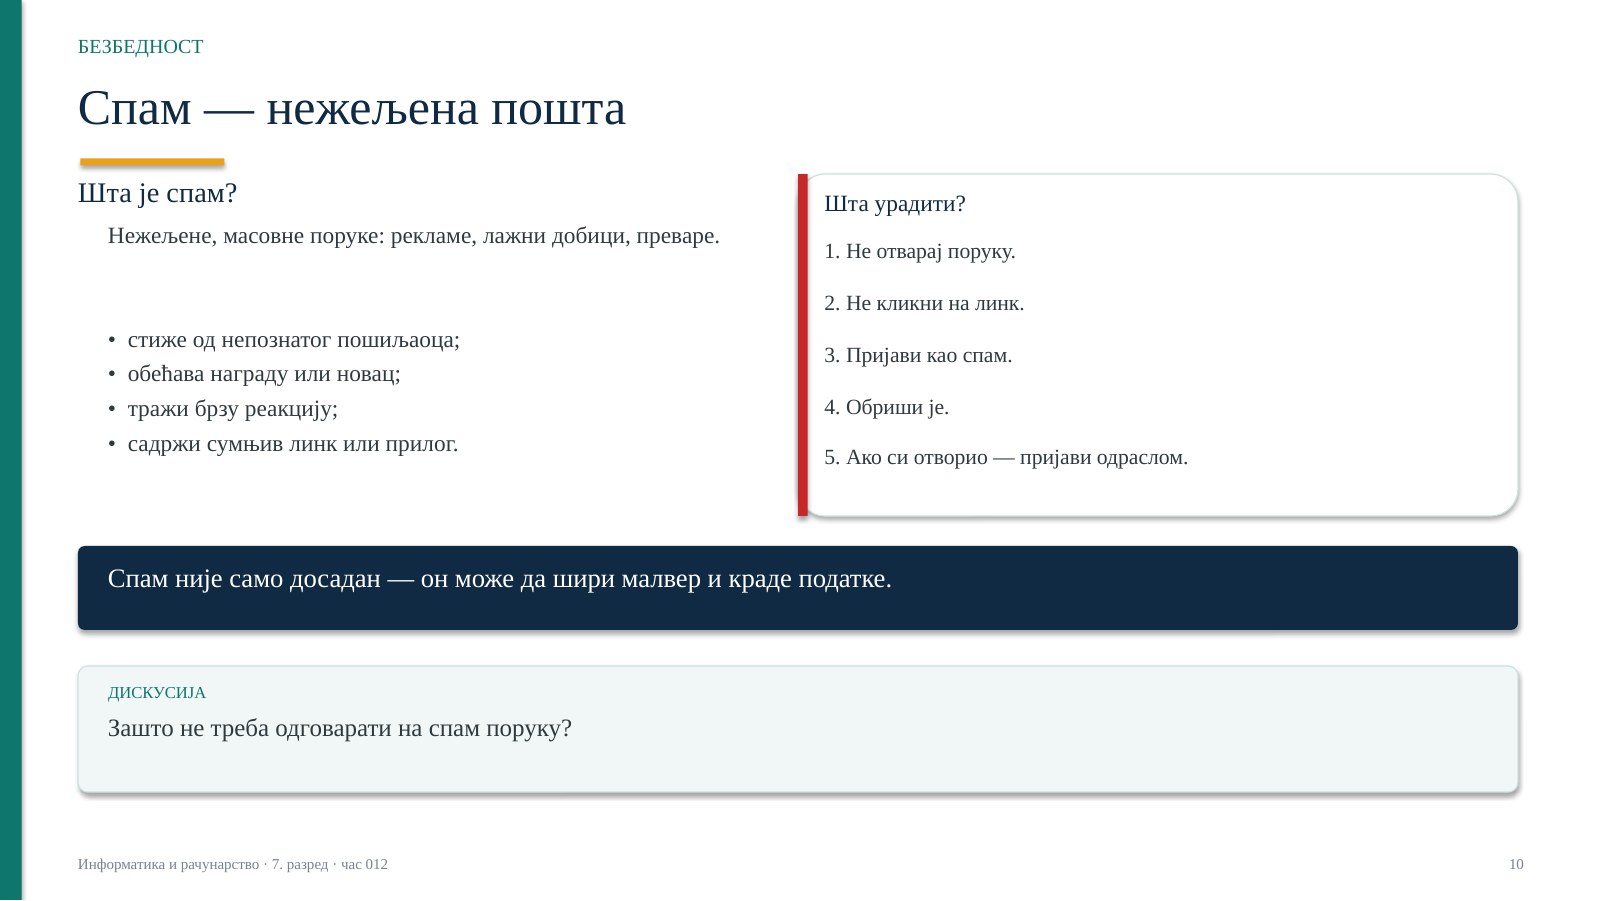 БЕЗБЕДНОСТ
Спам — нежељена пошта
Шта је спам?
Нежељене, масовне поруке: рекламе, лажни добици, преваре.
• стиже од непознатог пошиљаоца;
• обећава награду или новац;
• тражи брзу реакцију;
• садржи сумњив линк или прилог.
Шта урадити?
1. Не отварај поруку.
2. Не кликни на линк.
3. Пријави као спам.
4. Обриши је.
5. Ако си отворио — пријави одраслом.
Спам није само досадан — он може да шири малвер и краде податке.
ДИСКУСИЈА
Зашто не треба одговарати на спам поруку?
Информатика и рачунарство · 7. разред · час 012
10